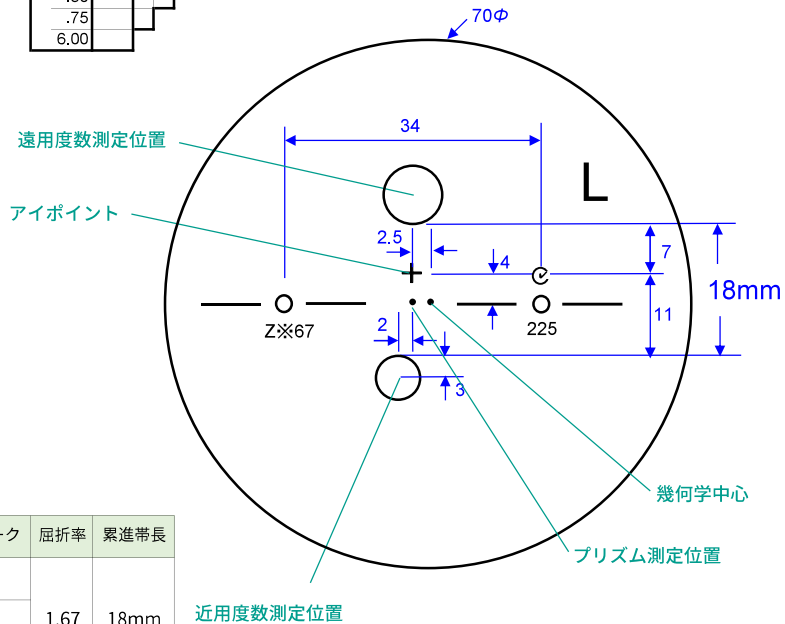 .75
6.00
70Φ
遠用度数測定位置
34
L
アイポイント
2.5
4
7
18mm
11
Z※67
225
2
3
幾何学中心
プリズム測定位置
屈折率
累進帯長
1.67
18mm
近用度数測定位置